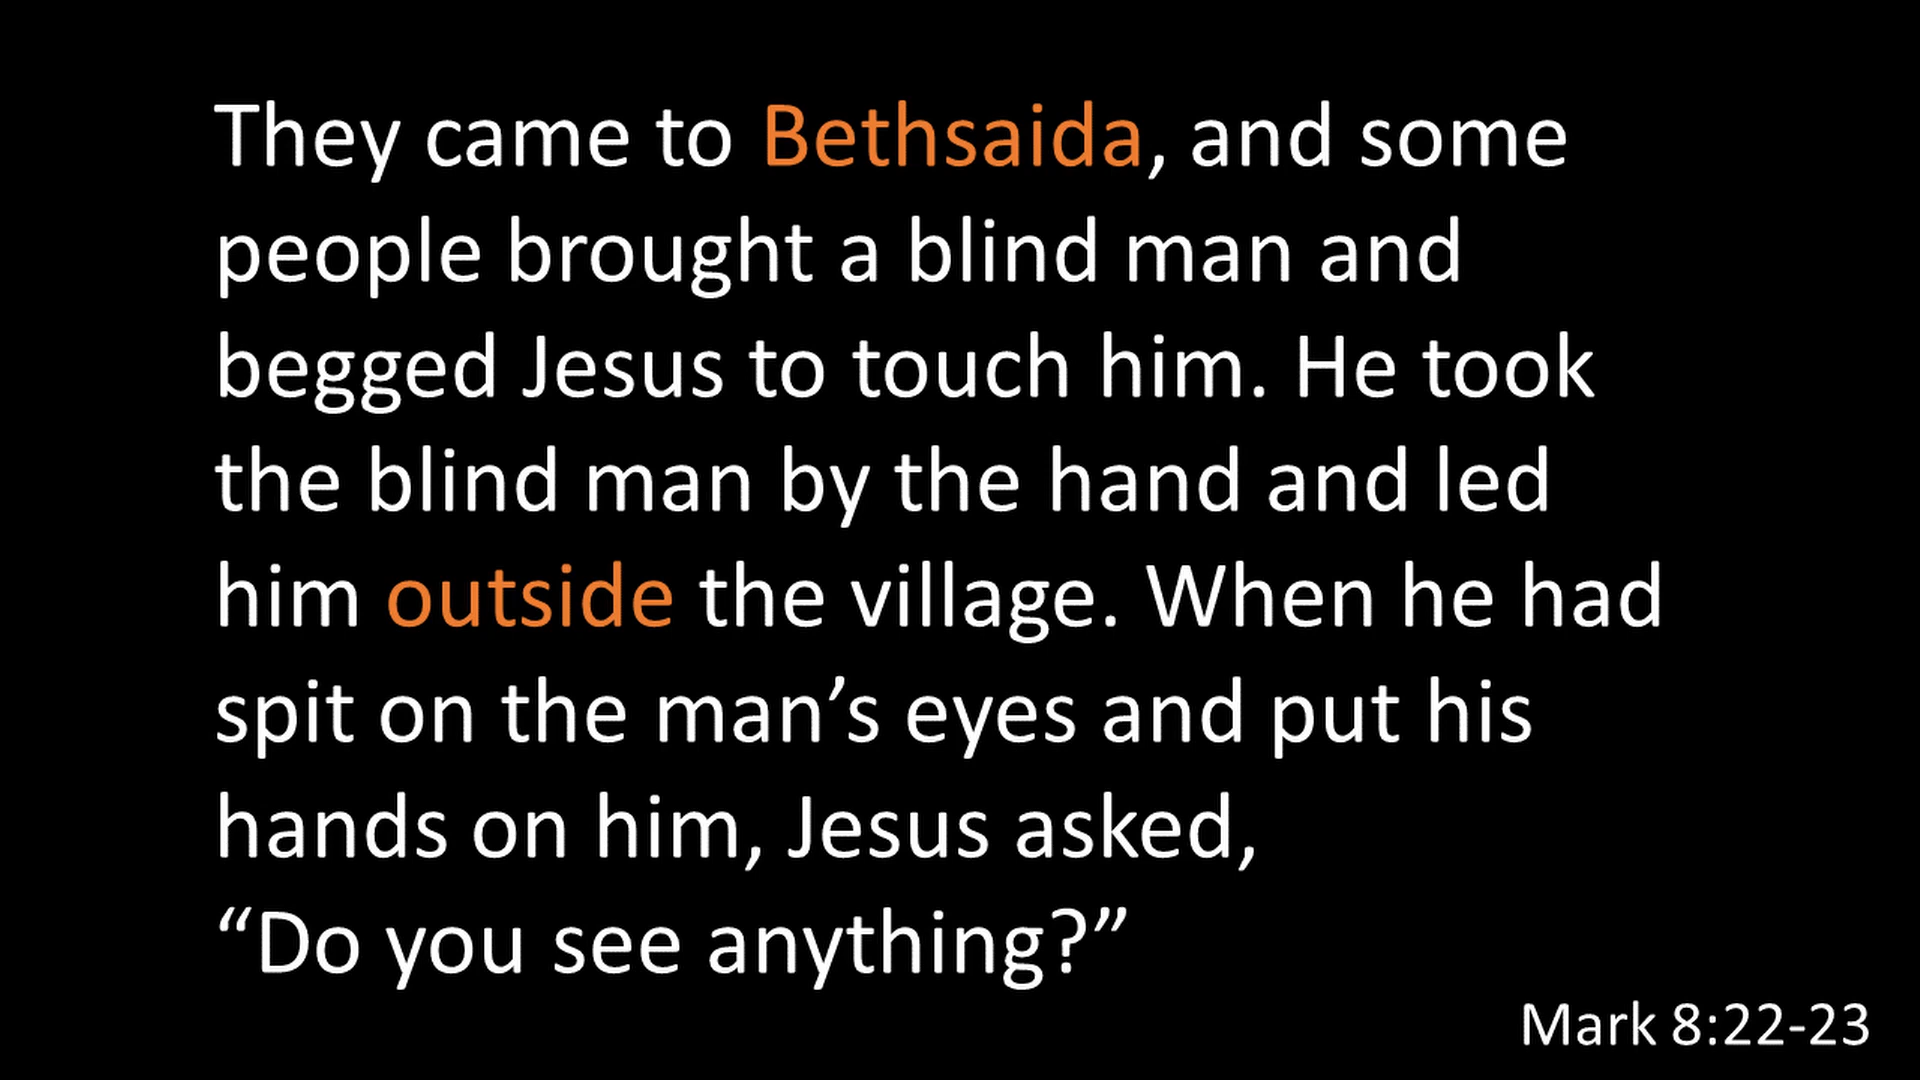 They came to Bethsaida, and some
people brought a blind man and
begged Jesus to touch him. He took
the blind man by the hand and led
him outside the village. When he had
spit on the man’s eyes and put his
hands on him, Jesus asked,
“Do you see anything?”
Mark 8:22-23